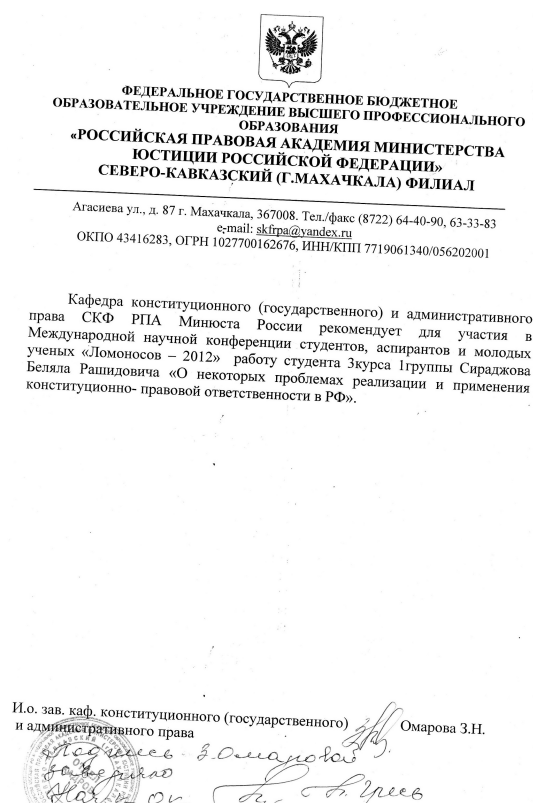 ФЕДЕРАЛЬНОЕ ГОСУДАРСТВЕННОЕ БЮДЖЕТНОЕ
ОБРАЗОВАТЕЛЬНОЕ УЧРЕЖДЕНИЕ ВЫСШЕГО ПРОФЕССИОНАЛЬНОГО
ОБРАЗОВАНИЯ
«РОССИЙСКАЯ ПРАВОВАЯ АКАДЕМИЯ МИНИСТЕРСТВА
ЮСТИЦИИ РОССИЙСКОЙ ФЕДЕРАЦИИ»
СЕВЕРО-КАВКАЗСКИЙ (Г.МАХАЧКАЛА) ФИЛИАЛ
Агасиева ул., д. 87 г. Махачкала, 367008. Тел./факс (8722) 64-40-90, 63-33-83
e-mail: skfrpa@yandex.ru
ОКПО 43416283, ОГРН 1027700162676, ИНН/КПП 7719061340/056202001
Кафедра конституционного (государственного) и административного
права СКФ РПА Минюста России рекомендует для участия в
Международной научной конференции студентов, аспирантов и молодых
ученых «Ломоносов – 2012» работу студента 3курса 1группы Сираджова
Беляла Рашидовича «О некоторых проблемах реализации и применения
конституционно- правовой ответственности в РФ».
И.о. зав. каф. конституционного (государственного)
и административного права Омарова З.Н.
Подпись З.Омаровой
заверяю
Нач. ОК